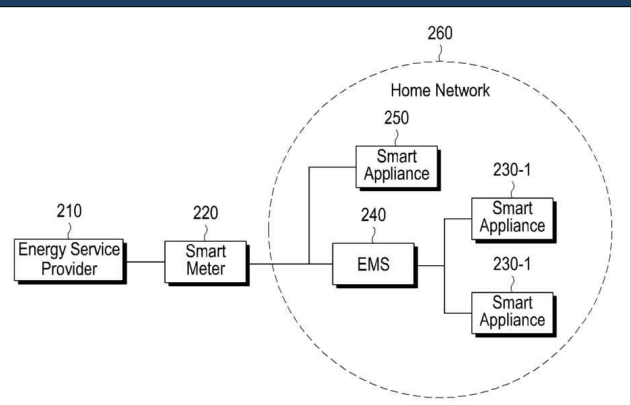 260
Home Network
250
Smart
Appliance
230-1
Smart
Appliance
210
220
240
Energy Service
Provider
Smart
Meter
EMS
230-1
Smart
Appliance